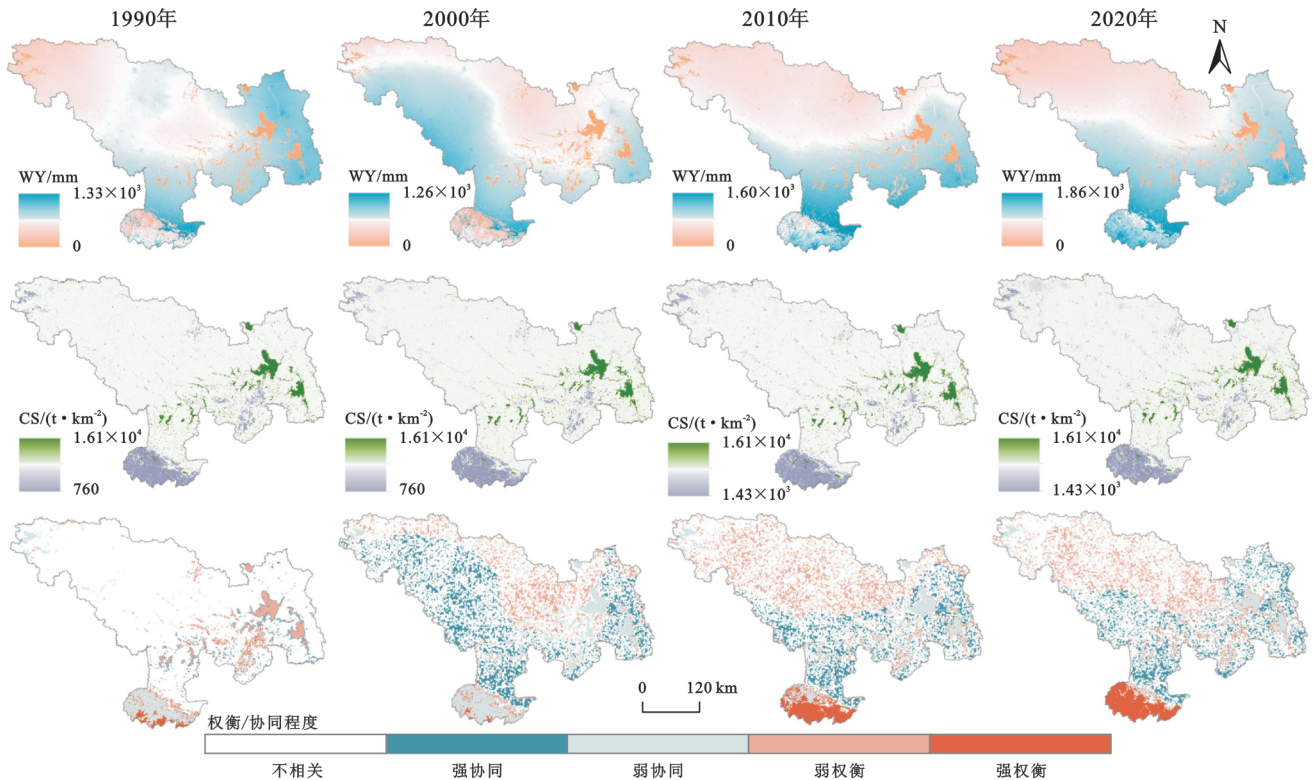 1990年
2000年
2010年
2020年
N
WY/mm
1.33×10³
0
WY/mm
1.26×10³
0
WY/mm
1.60×10³
0
WY/mm
1.86×10³
0
CS/(t·km⁻²)
1.61×10⁴
760
CS/(t·km⁻²)
1.61×10⁴
760
CS/(t·km⁻²)
1.61×10⁴
1.43×10³
CS/(t·km⁻²)
1.61×10⁴
1.43×10³
0 120 km
权衡/协同程度
不相关
强协同
弱协同
弱权衡
强权衡